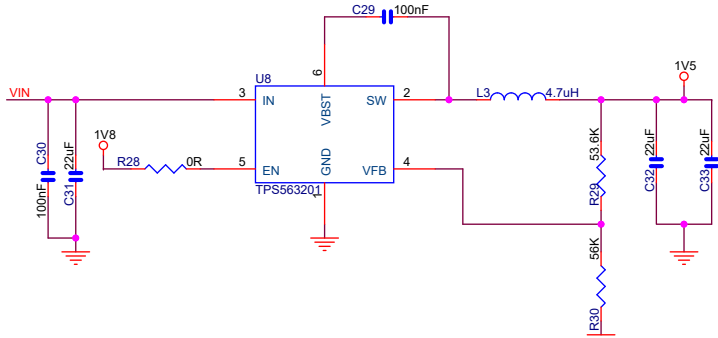 C29
100nF
U8
VIN
3
IN
6
VBST
2
SW
L3
4.7uH
1V5
1V8
R28
0R
5
EN
GND
1
4
VFB
TPS563201
C30
100nF
22uF
C31
53.6K
R29
22uF
C32
22uF
C33
56K
R30